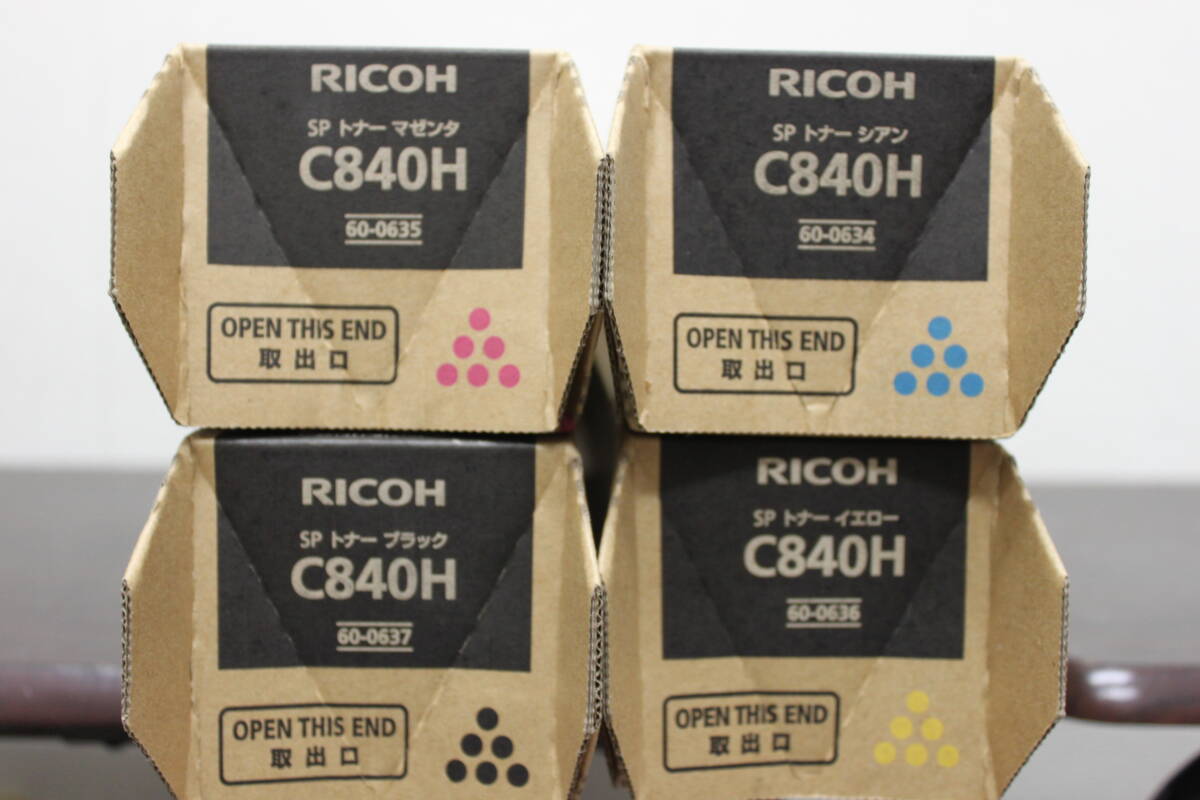 RICOH
SP トナー マゼンタ
C840H
60-0635
OPEN THIS END
取出口
RICOH
SP トナー シアン
C840H
60-0634
OPEN THIS END
取出口
RICOH
SP トナー ブラック
C840H
60-0637
OPEN THIS END
取出口
RICOH
SP トナー イエロー
C840H
60-0636
OPEN THIS END
取出口